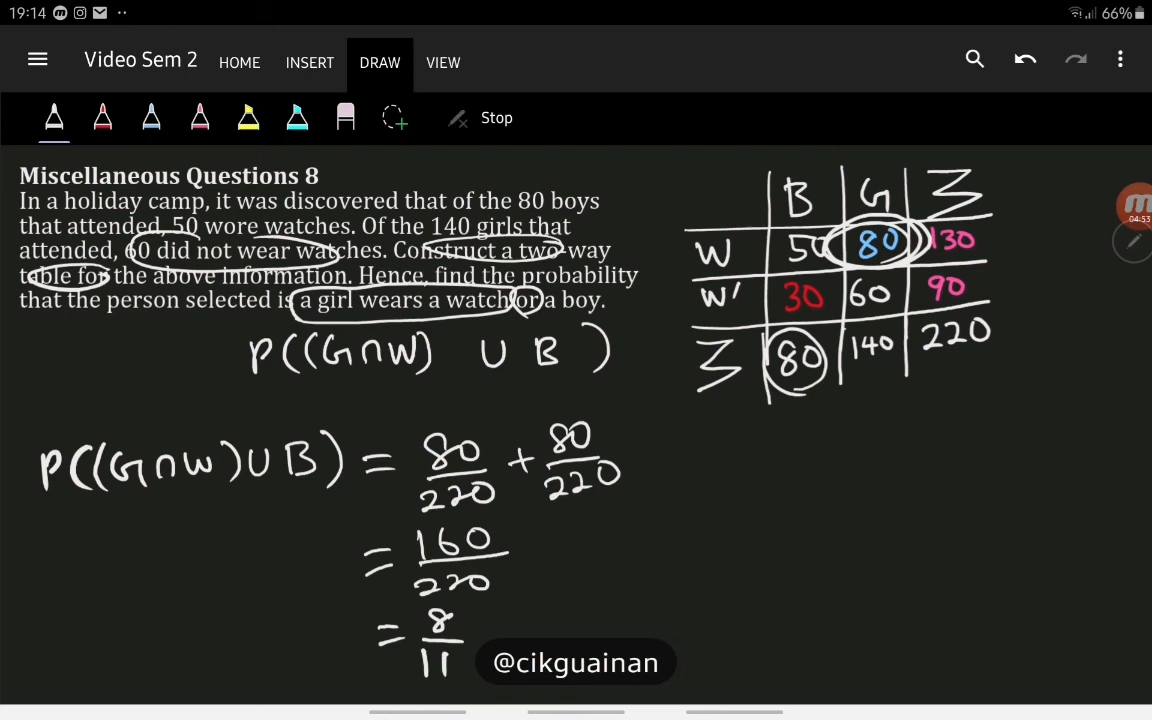 19:14 66%
Video Sem 2 HOME INSERT DRAW VIEW
Stop
Miscellaneous Questions 8
In a holiday camp, it was discovered that of the 80 boys
that attended, 50 wore watches. Of the 140 girls that
attended, 60 did not wear watches. Construct a two-way
table for the above information. Hence, find the probability
that the person selected is a girl wears a watch or a boy.
B G Σ
W 50 80 130
W' 30 60 90
Σ 80 140 220
04:53
P((G∩W) ∪ B )
P((G∩W)∪B) = 80/220 + 80/220
= 160/220
= 8/11
@cikguainan